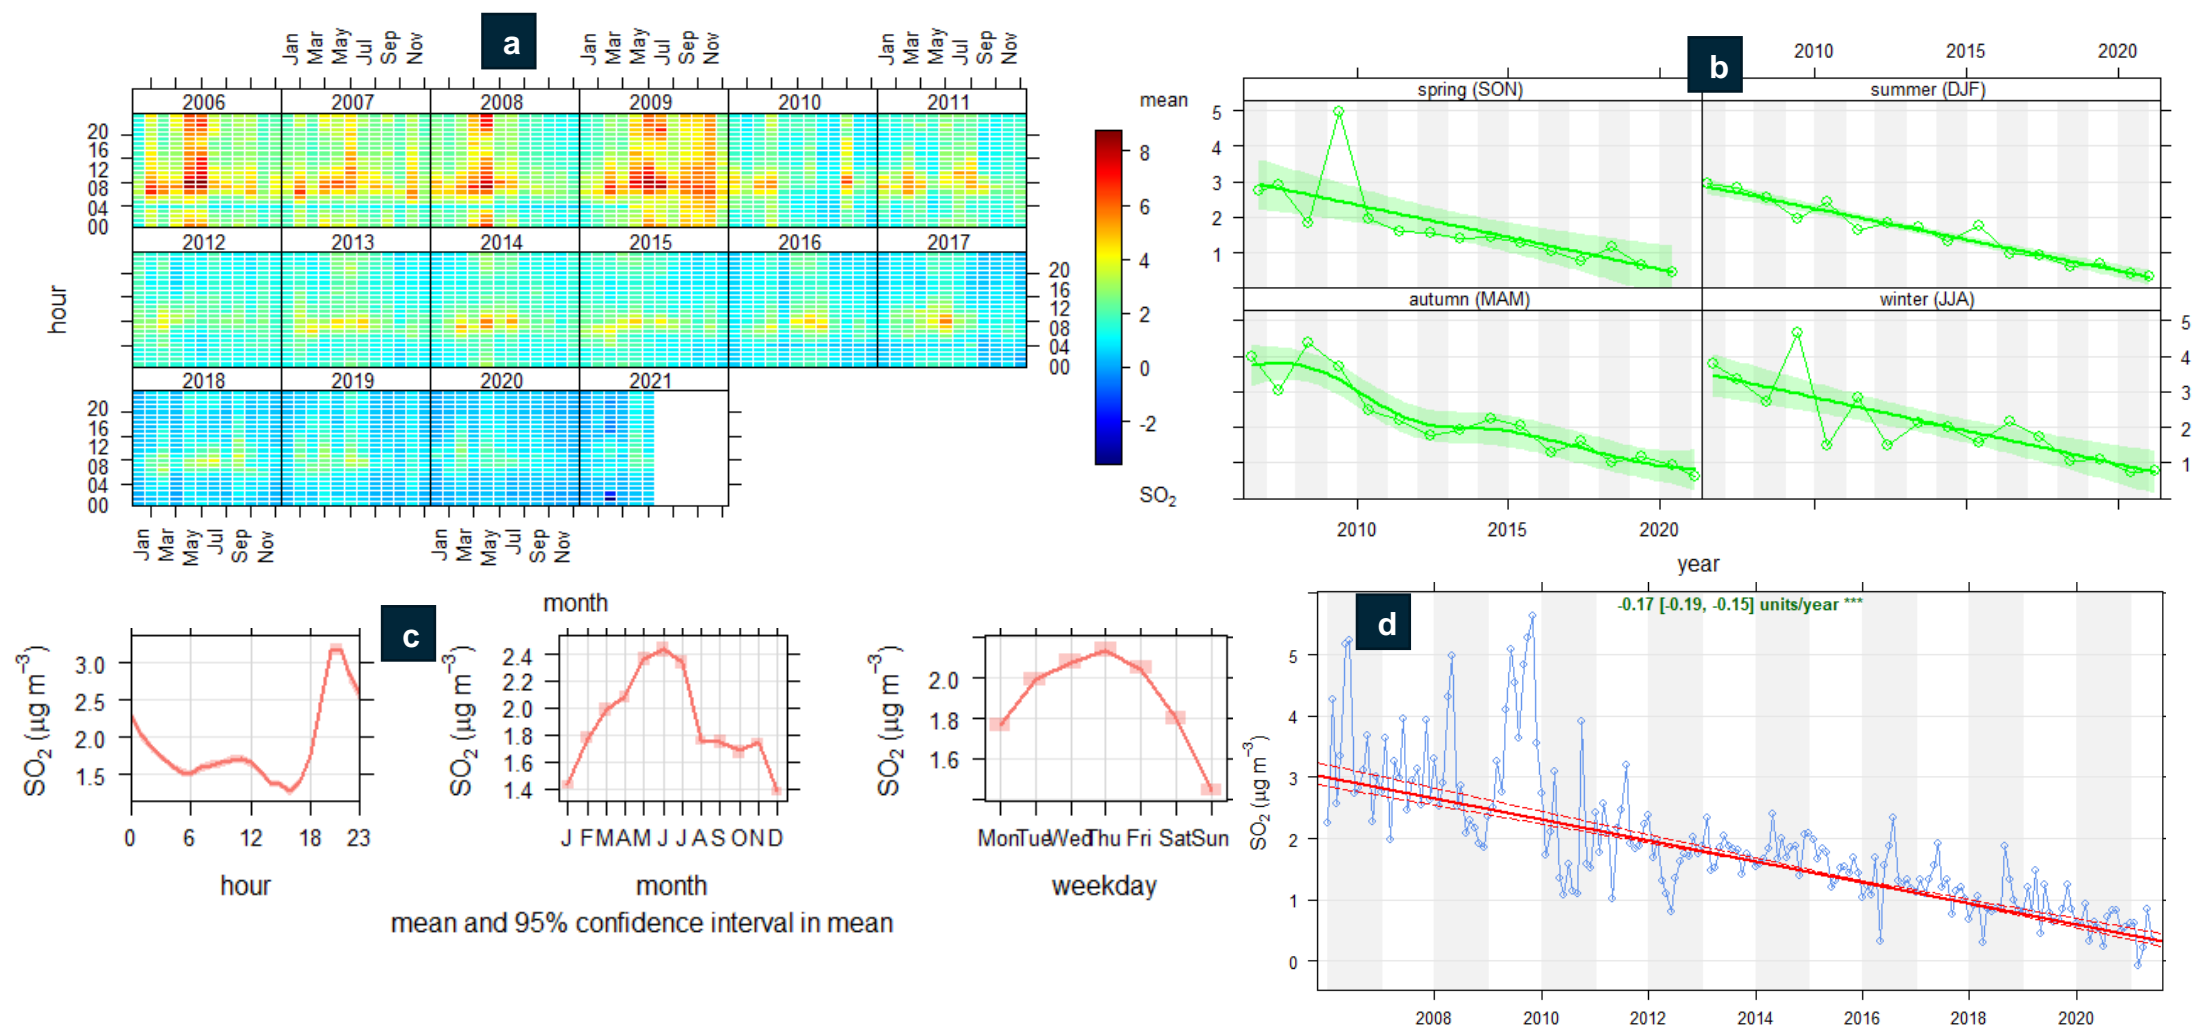 a
Jan Mar May Jul Sep Nov Jan Mar May Jul Sep Nov Jan Mar May Jul Sep Nov
2006 2007 2008 2009 2010 2011
20
16
12
08
04
00
2012 2013 2014 2015 2016 2017
20
16
12
08
04
00
hour
2018 2019 2020 2021
20
16
12
08
04
00
Jan Mar May Jul Sep Nov Jan Mar May Jul Sep Nov
month
mean
8
6
4
2
0
-2
SO₂
b
2010 2015 2020
spring (SON) summer (DJF)
5
4
3
2
1
autumn (MAM) winter (JJA)
5
4
3
2
1
2010 2015 2020
year
c
SO₂ (μg m⁻³)
3.0
2.5
2.0
1.5
0 6 12 18 23
hour
SO₂ (μg m⁻³)
2.4
2.2
2.0
1.8
1.6
1.4
J F M A M J J A S O N D
month
SO₂ (μg m⁻³)
2.0
1.8
1.6
Mon Tue Wed Thu Fri Sat Sun
weekday
mean and 95% confidence interval in mean
d
-0.17 [-0.19, -0.15] units/year ***
SO₂ (μg m⁻³)
5
4
3
2
1
0
2008 2010 2012 2014 2016 2018 2020